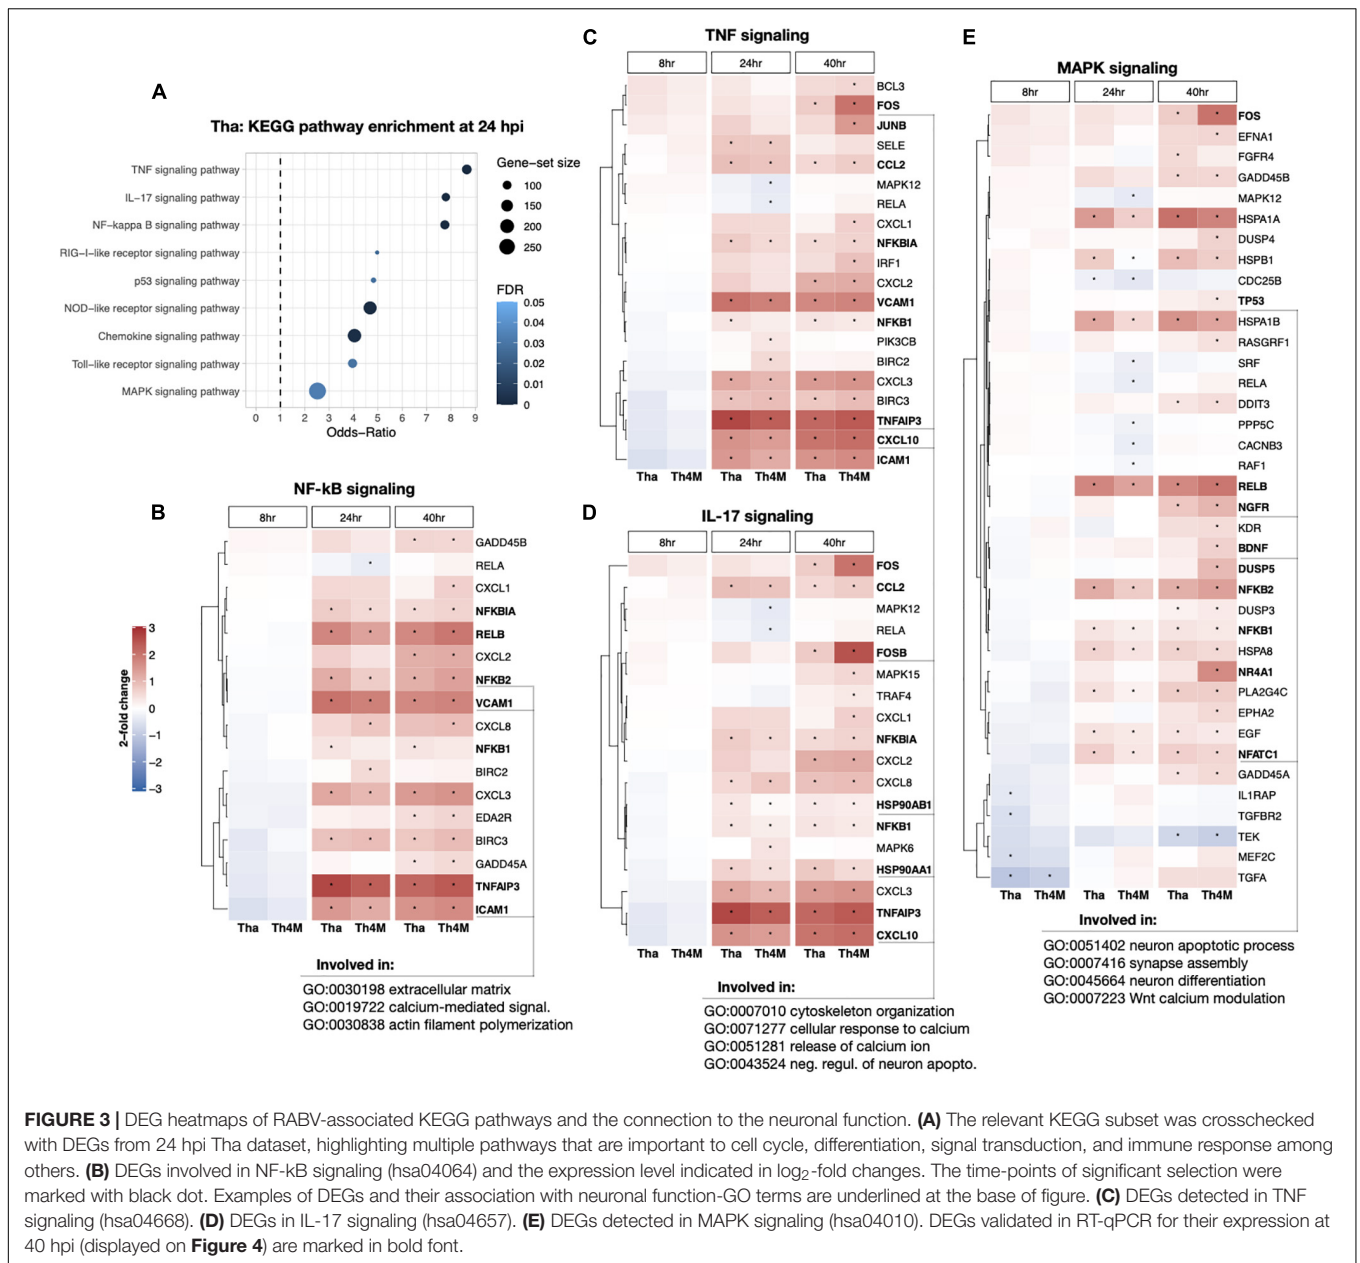 A
Tha: KEGG pathway enrichment at 24 hpi
TNF signaling pathway
IL-17 signaling pathway
NF-kappa B signaling pathway
RIG-I-like receptor signaling pathway
p53 signaling pathway
NOD-like receptor signaling pathway
Chemokine signaling pathway
Toll-like receptor signaling pathway
MAPK signaling pathway
0 1 2 3 4 5 6 7 8 9
Odds-Ratio
Gene-set size
100
150
200
250
FDR
0.05
0.04
0.03
0.02
0.01
0
B
NF-kB signaling
8hr 24hr 40hr
GADD45B
RELA
CXCL1
NFKBIA
RELB
CXCL2
NFKB2
VCAM1
CXCL8
NFKB1
BIRC2
CXCL3
EDA2R
BIRC3
GADD45A
TNFAIP3
ICAM1
Tha Th4M Tha Th4M Tha Th4M
2-fold change
3
2
1
0
−1
−2
−3
Involved in:
GO:0030198 extracellular matrix
GO:0019722 calcium-mediated signal.
GO:0030838 actin filament polymerization
C
TNF signaling
8hr 24hr 40hr
BCL3
FOS
JUNB
SELE
CCL2
MAPK12
RELA
CXCL1
NFKBIA
IRF1
CXCL2
VCAM1
NFKB1
PIK3CB
BIRC2
CXCL3
BIRC3
TNFAIP3
CXCL10
ICAM1
Tha Th4M Tha Th4M Tha Th4M
D
IL-17 signaling
8hr 24hr 40hr
FOS
CCL2
MAPK12
RELA
FOSB
MAPK15
TRAF4
CXCL1
NFKBIA
CXCL2
CXCL8
HSP90AB1
NFKB1
MAPK6
HSP90AA1
CXCL3
TNFAIP3
CXCL10
Tha Th4M Tha Th4M Tha Th4M
Involved in:
GO:0007010 cytoskeleton organization
GO:0071277 cellular response to calcium
GO:0051281 release of calcium ion
GO:0043524 neg. regul. of neuron apopto.
E
MAPK signaling
8hr 24hr 40hr
FOS
EFNA1
FGFR4
GADD45B
MAPK12
HSPA1A
DUSP4
HSPB1
CDC25B
TP53
HSPA1B
RASGRF1
SRF
RELA
DDIT3
PPP5C
CACNB3
RAF1
RELB
NGFR
KDR
BDNF
DUSP5
NFKB2
DUSP3
NFKB1
HSPA8
NR4A1
PLA2G4C
EPHA2
EGF
NFATC1
GADD45A
IL1RAP
TGFBR2
TEK
MEF2C
TGFA
Tha Th4M Tha Th4M Tha Th4M
Involved in:
GO:0051402 neuron apoptotic process
GO:0007416 synapse assembly
GO:0045664 neuron differentiation
GO:0007223 Wnt calcium modulation
FIGURE 3 | DEG heatmaps of RABV-associated KEGG pathways and the connection to the neuronal function. (A) The relevant KEGG subset was crosschecked
with DEGs from 24 hpi Tha dataset, highlighting multiple pathways that are important to cell cycle, differentiation, signal transduction, and immune response among
others. (B) DEGs involved in NF-kB signaling (hsa04064) and the expression level indicated in log2-fold changes. The time-points of significant selection were
marked with black dot. Examples of DEGs and their association with neuronal function-GO terms are underlined at the base of figure. (C) DEGs detected in TNF
signaling (hsa04668). (D) DEGs in IL-17 signaling (hsa04657). (E) DEGs detected in MAPK signaling (hsa04010). DEGs validated in RT-qPCR for their expression at
40 hpi (displayed on Figure 4) are marked in bold font.